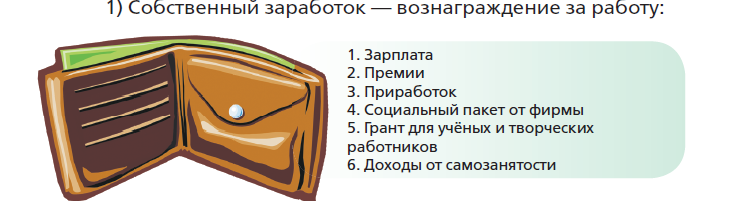 1) Собственный заработок — вознаграждение за работу:
1. Зарплата
2. Премии
3. Приработок
4. Социальный пакет от фирмы
5. Грант для учёных и творческих
работников
6. Доходы от самозанятости